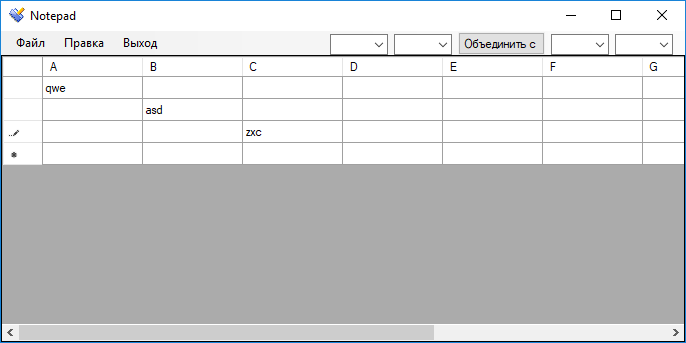 Notepad
Файл Правка Выход Объединить с
A B C D E F G
qwe
asd
zxc